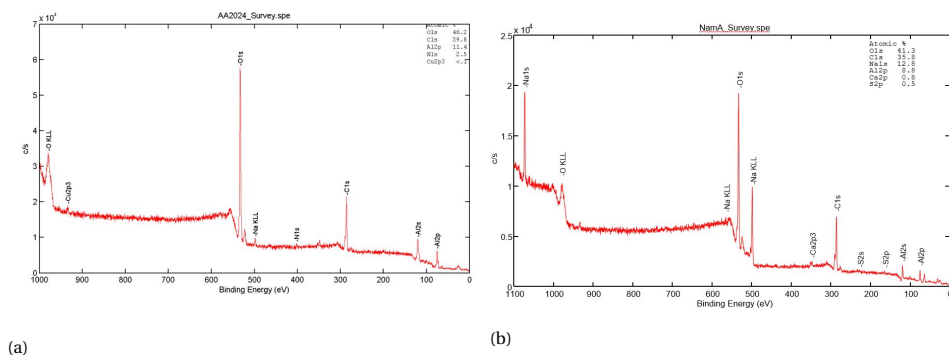 AA2024_Survey.spe
x 10⁴
7
6
5
4
3
2
1
0
c/s
Atomic %
O1s 46.2
C1s 39.8
Al2p 11.4
N1s 2.5
Cu2p3 <.1
-O KLL
-Cu2p3
-O1s
-Na KLL
-N1s
-C1s
-Al2s
-Al2p
1000 900 800 700 600 500 400 300 200 100 0
Binding Energy (eV)
(a)
NamA_Survey.spe
x 10⁴
2.5
2
1.5
1
0.5
0
c/s
Atomic %
O1s 41.3
C1s 35.8
Na1s 12.8
Al2p 8.8
Ca2p 0.8
S2p 0.5
-Na1s
-O KLL
-Na KLL
-O1s
-Na KLL
-Ca2p3
-C1s
-S2s
-S2p
-Al2s
-Al2p
1100 1000 900 800 700 600 500 400 300 200 100 0
Binding Energy (eV)
(b)